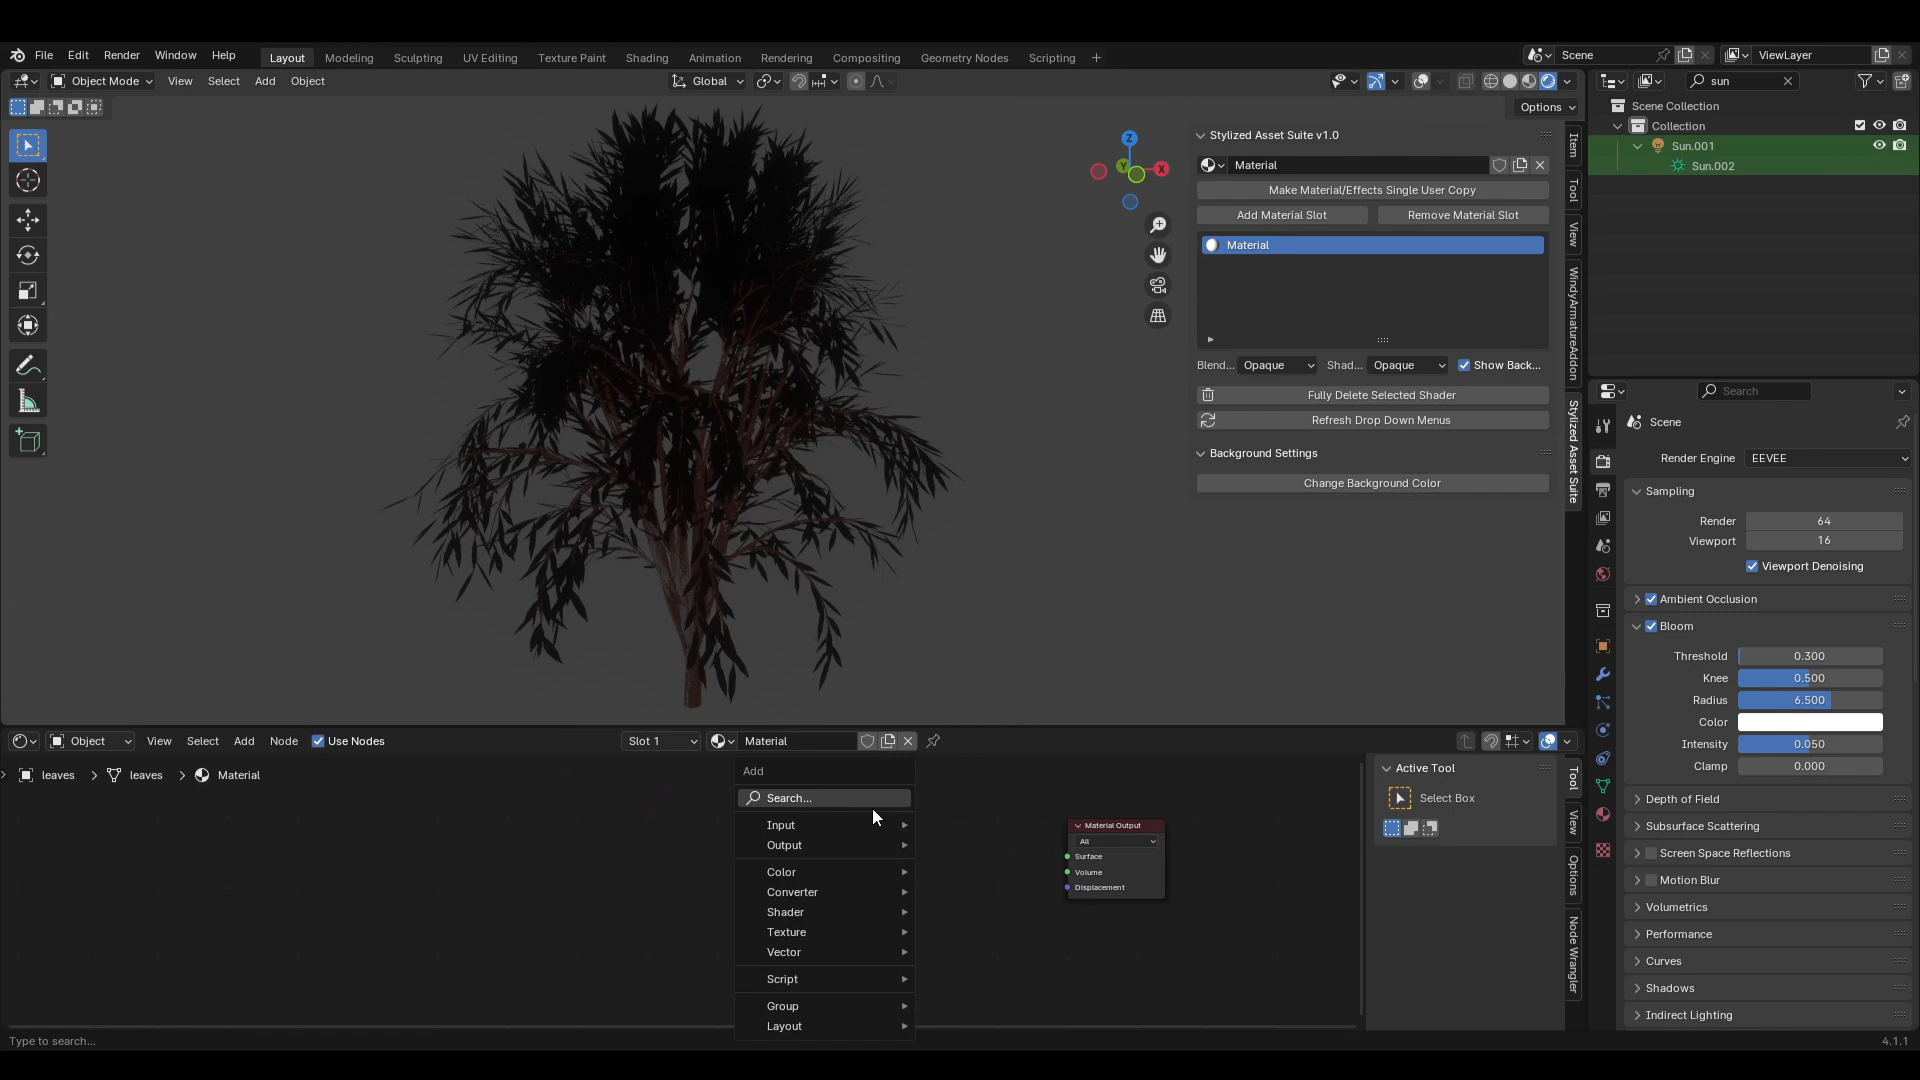 File Edit Render Window Help Layout Modeling Sculpting UV Editing Texture Paint Shading Animation Rendering Compositing Geometry Nodes Scripting + Scene ViewLayer
Object Mode View Select Add Object Global sun
Options
Scene Collection
Collection
Sun.001
Sun.002
Z
Y
X
Stylized Asset Suite v1.0
Material
Make Material/Effects Single User Copy
Add Material Slot Remove Material Slot
Material
Blend... Opaque Shad... Opaque Show Back...
Fully Delete Selected Shader
Refresh Drop Down Menus
Background Settings
Change Background Color
Item
Tool
View
WindyArmatureAddon
Stylized Asset Suite
Search
Scene
Render Engine EEVEE
Sampling
Render 64
Viewport 16
Viewport Denoising
Ambient Occlusion
Bloom
Threshold 0.300
Knee 0.500
Radius 6.500
Color
Intensity 0.050
Clamp 0.000
Depth of Field
Subsurface Scattering
Screen Space Reflections
Motion Blur
Volumetrics
Performance
Curves
Shadows
Indirect Lighting
Object View Select Add Node Use Nodes Slot 1 Material
leaves > leaves > Material
Add
Search...
Input
Output
Color
Converter
Shader
Texture
Vector
Script
Group
Layout
Material Output
All
Surface
Volume
Displacement
Active Tool
Select Box
Tool
View
Options
Node Wrangler
Type to search... 4.1.1